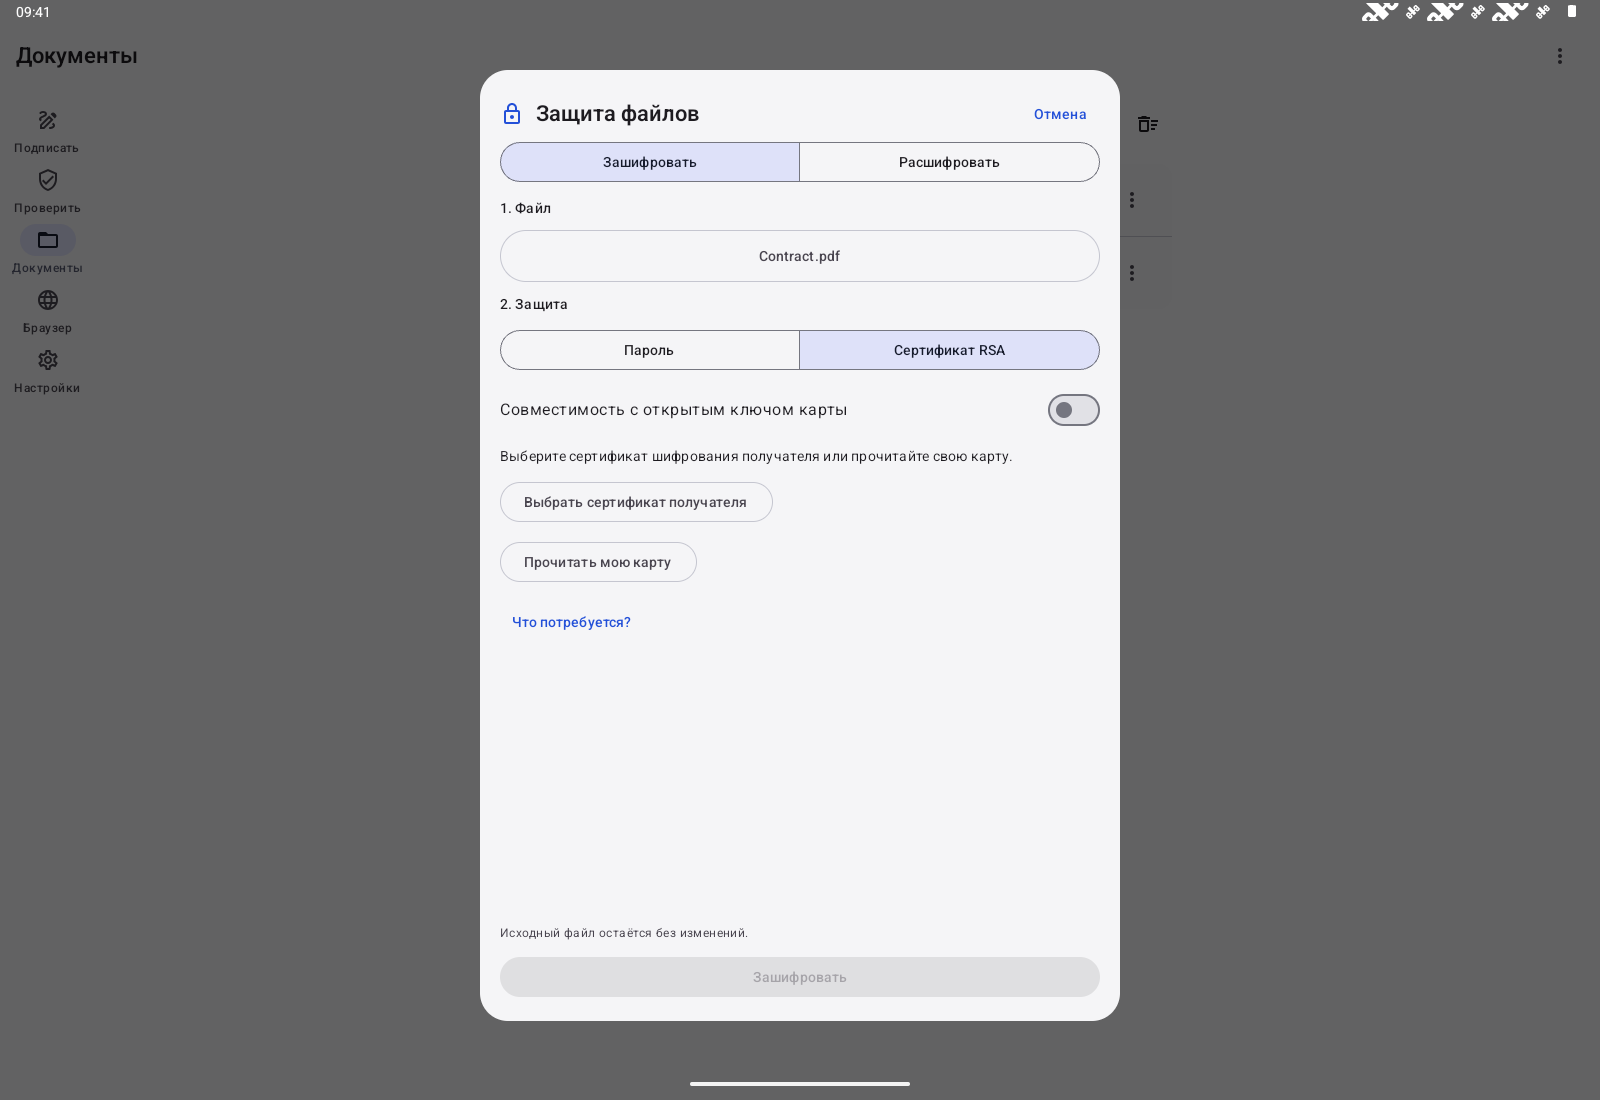 09:41
Документы
Подписать
Проверить
Документы
Браузер
Настройки
Защита файлов
Отмена
Зашифровать
Расшифровать
1. Файл
Contract.pdf
2. Защита
Пароль
Сертификат RSA
Совместимость с открытым ключом карты
Выберите сертификат шифрования получателя или прочитайте свою карту.
Выбрать сертификат получателя
Прочитать мою карту
Что потребуется?
Исходный файл остаётся без изменений.
Зашифровать